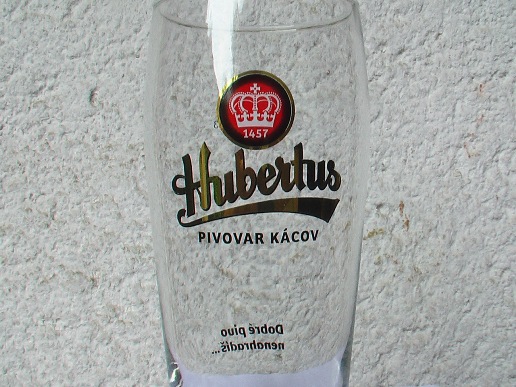 1457
Hubertus
PIVOVAR KÁCOV
Dobré pivo
nenahradíš...